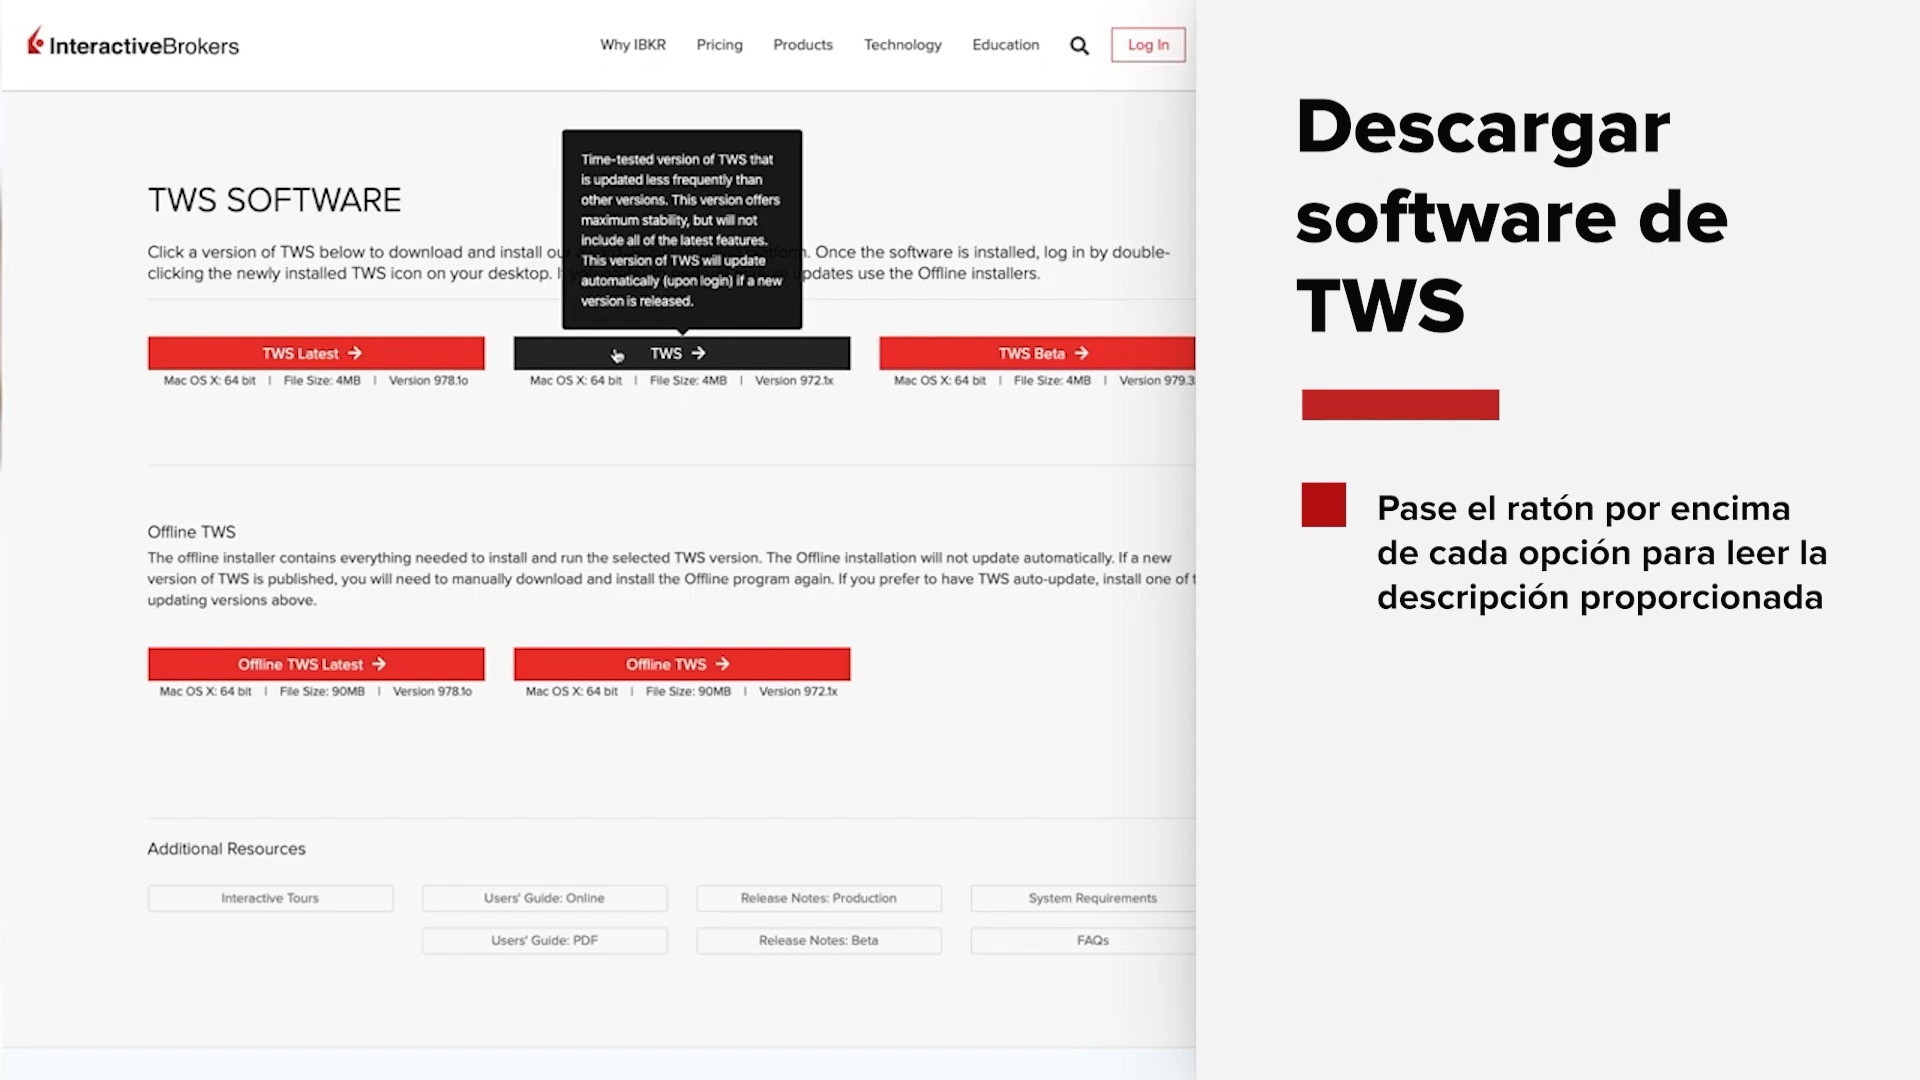 InteractiveBrokers
Why IBKR
Pricing
Products
Technology
Education
Log In
Descargar
software de
TWS
Pase el ratón por encima
de cada opción para leer la
descripción proporcionada
TWS SOFTWARE
Time-tested version of TWS that
is updated less frequently than
other versions. This version offers
maximum stability, but will not
include all of the latest features.
This version of TWS will update
automatically (upon login) if a new
version is released.
Click a version of TWS below to download and install . Once the software is installed, log in by double-
clicking the newly installed TWS icon on your desktop. updates use the Offline installers.
TWS Latest
Mac OS X: 64 bit | File Size: 4MB | Version 978.1o
TWS
Mac OS X: 64 bit | File Size: 4MB | Version 972.1x
TWS Beta
Mac OS X: 64 bit | File Size: 4MB | Version 979.3
Offline TWS
The offline installer contains everything needed to install and run the selected TWS version. The Offline installation will not update automatically. If a new
version of TWS is published, you will need to manually download and install the Offline program again. If you prefer to have TWS auto-update, install one of
updating versions above.
Offline TWS Latest
Mac OS X: 64 bit | File Size: 90MB | Version 978.1o
Offline TWS
Mac OS X: 64 bit | File Size: 90MB | Version 972.1x
Additional Resources
Interactive Tours
Users' Guide: Online
Release Notes: Production
System Requirements
Users' Guide: PDF
Release Notes: Beta
FAQs